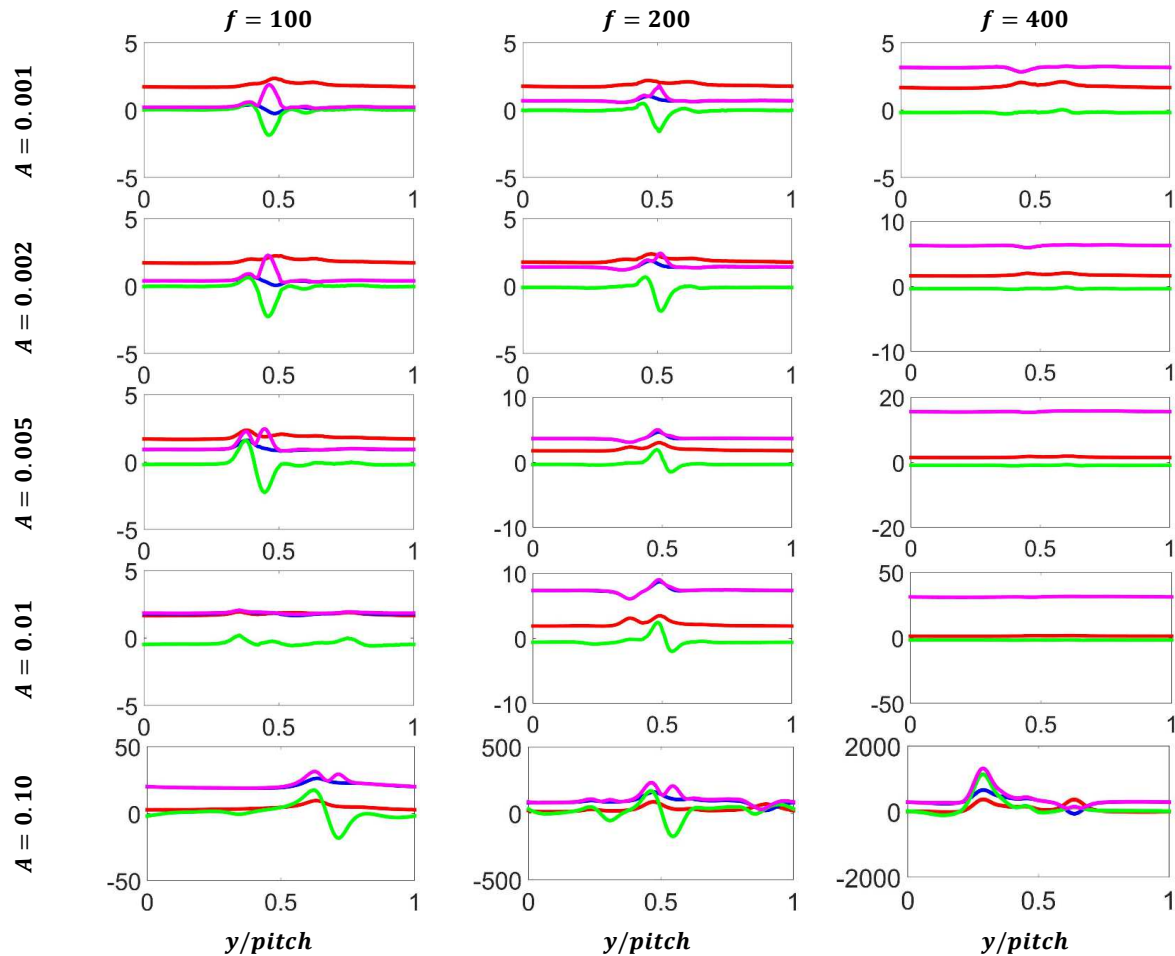 f = 100 f = 200 f = 400
A = 0.001
5 5 5
0 0 0
-5 -5 -5
0 0.5 1 0 0.5 1 0 0.5 1
A = 0.002
5 5 10
0 0 0
-5 -5 -10
0 0.5 1 0 0.5 1 0 0.5 1
A = 0.005
5 10 20
0 0 0
-5 -10 -20
0 0.5 1 0 0.5 1 0 0.5 1
A = 0.01
5 10 50
0 0 0
-5 -10 -50
0 0.5 1 0 0.5 1 0 0.5 1
A = 0.10
50 500 2000
0 0 0
-50 -500 -2000
0 0.5 1 0 0.5 1 0 0.5 1
y/pitch y/pitch y/pitch